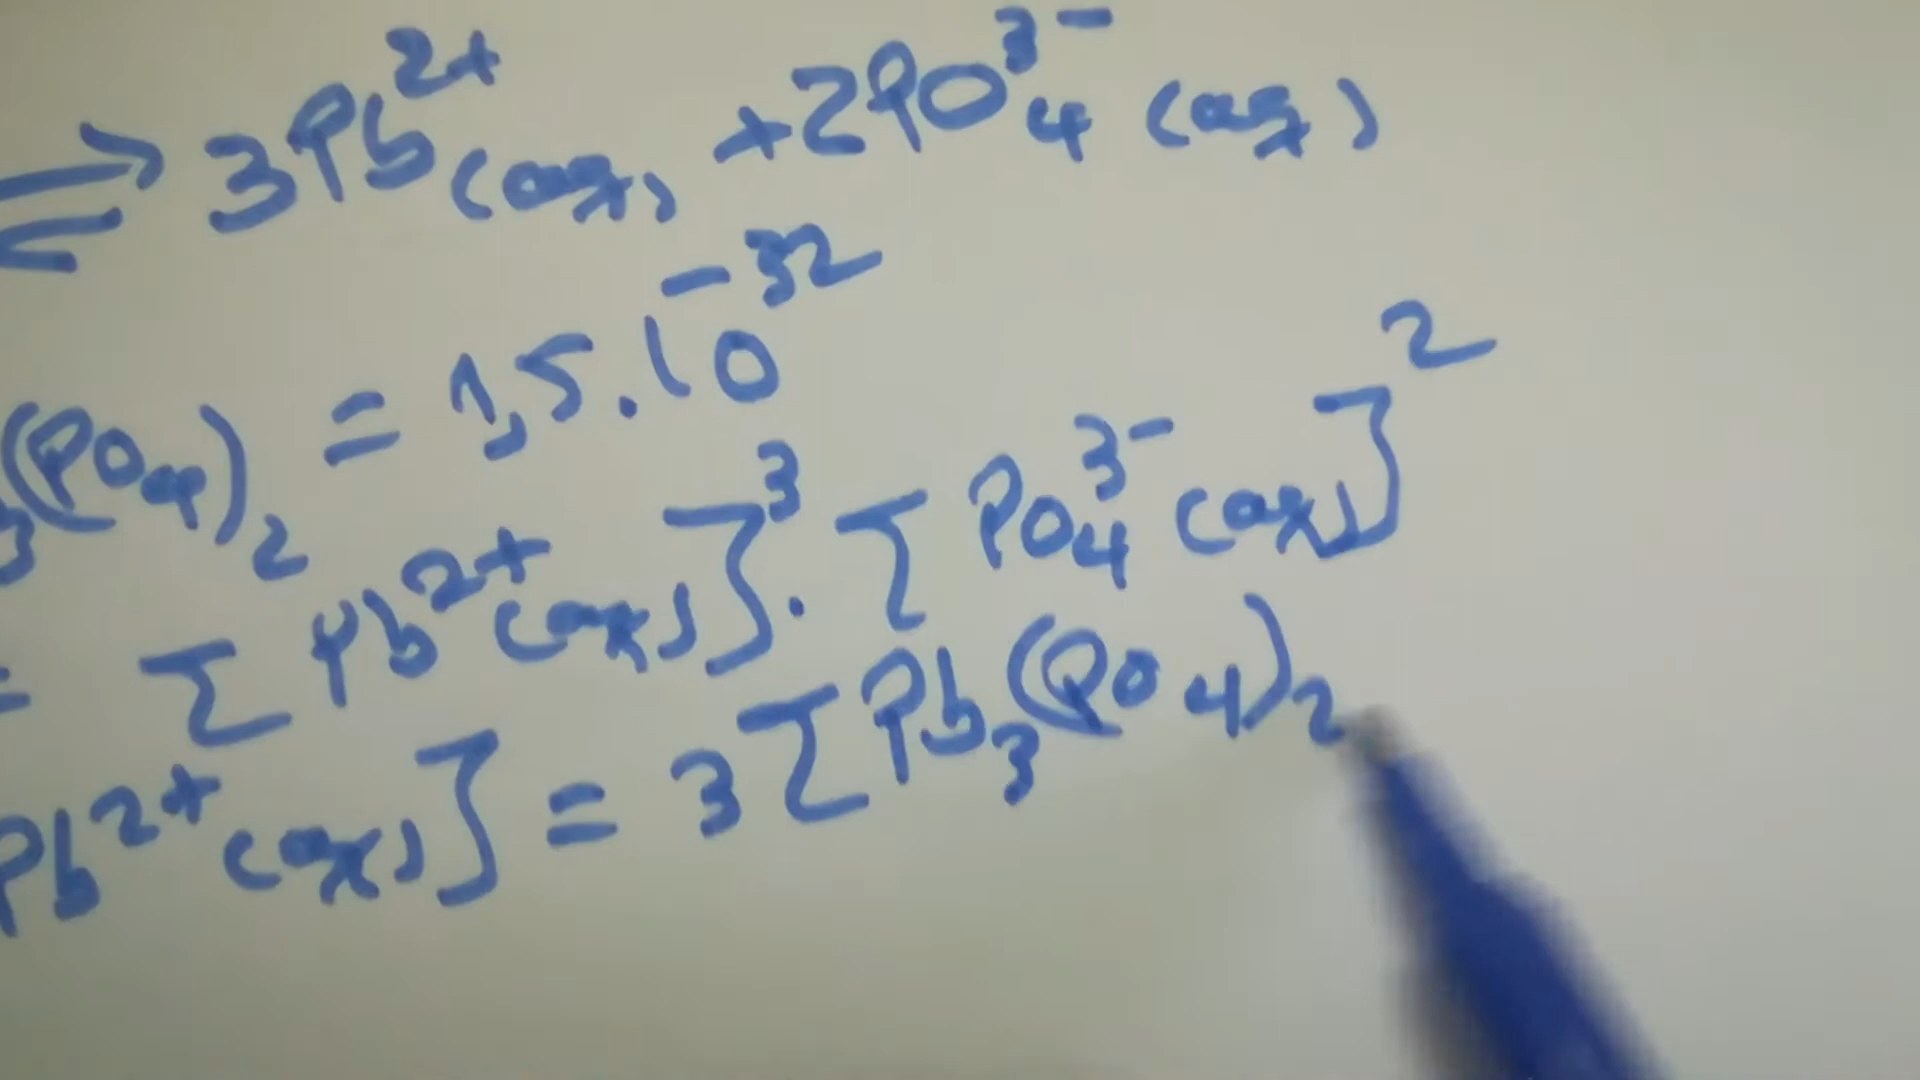 ⇌ 3Pb²⁺(aq) + 2PO₄³⁻(aq)
₃(PO₄)₂ = 1,5.10⁻³²
= [Pb²⁺(aq)]³.[PO₄³⁻(aq)]²
Pb²⁺(aq)] = 3[Pb₃(PO₄)₂